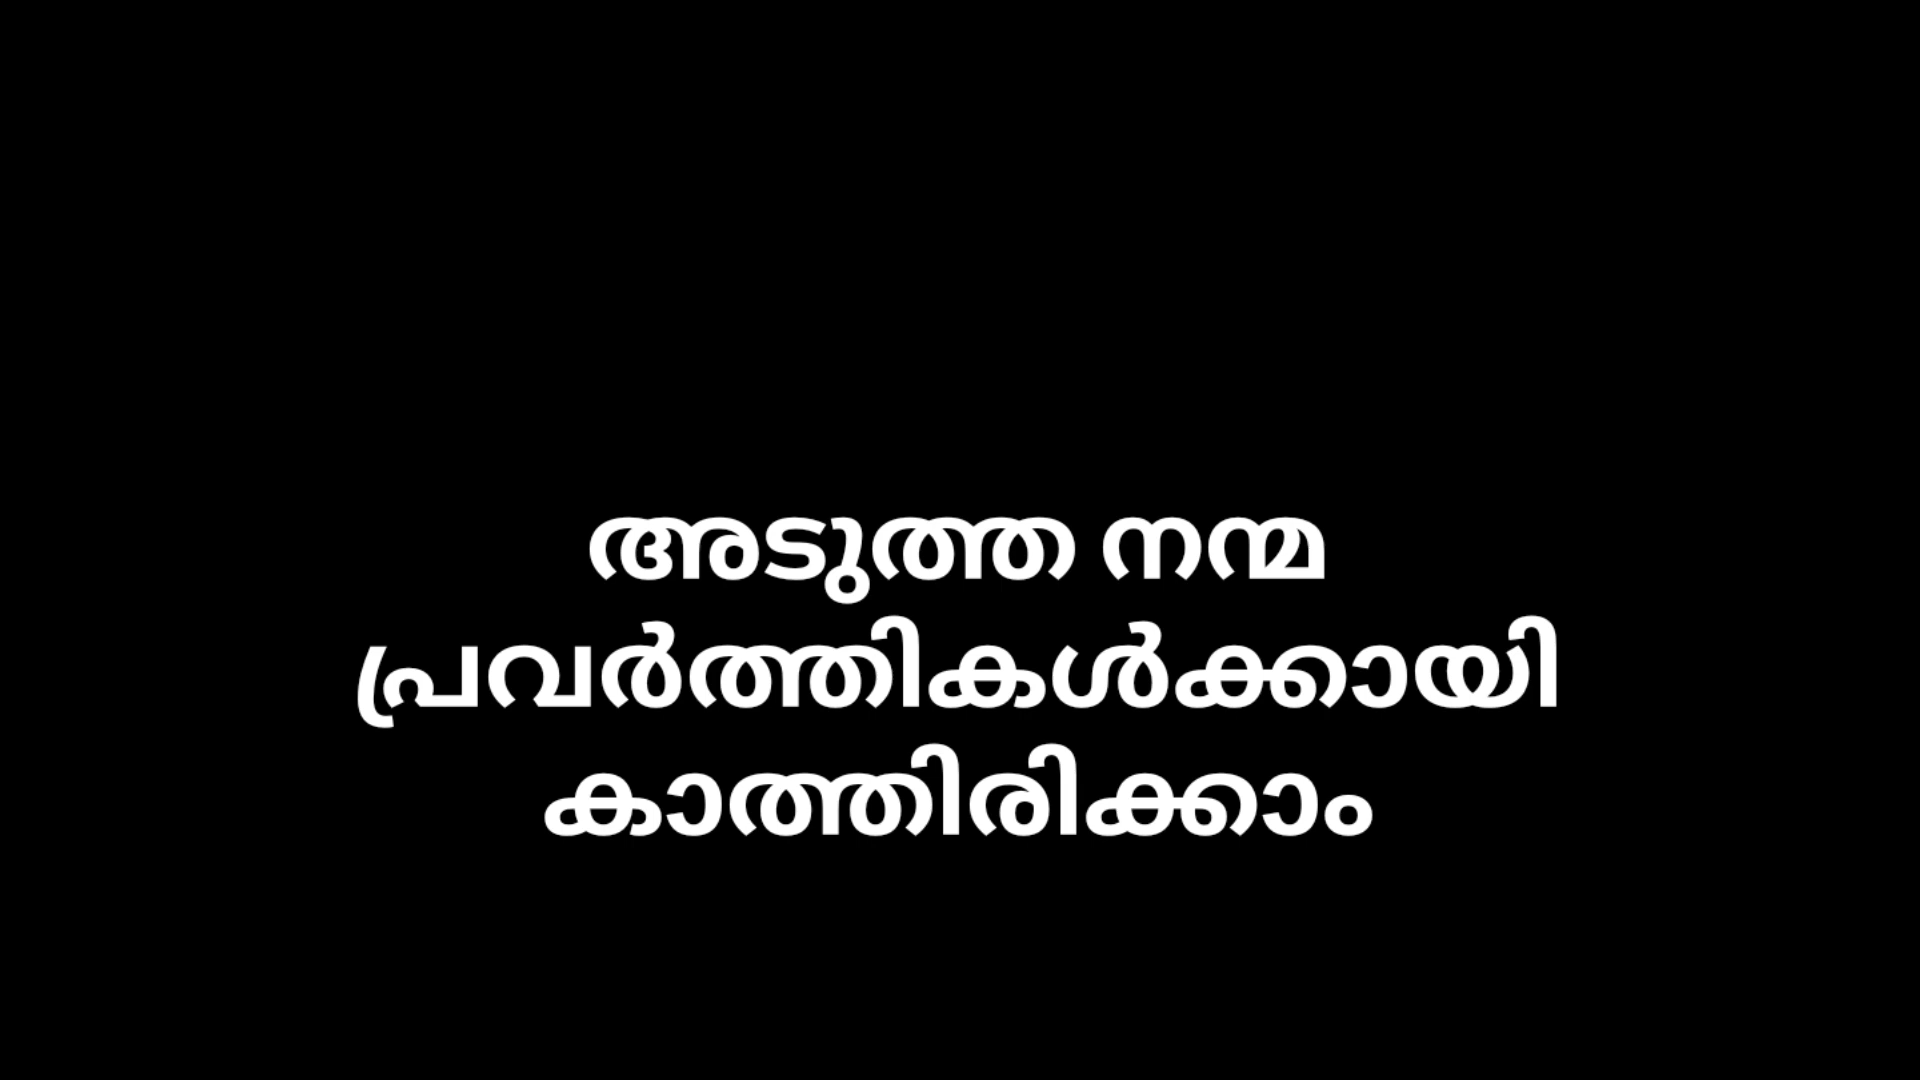 അടുത്ത നന്മ
പ്രവർത്തികൾക്കായി
കാത്തിരിക്കാം